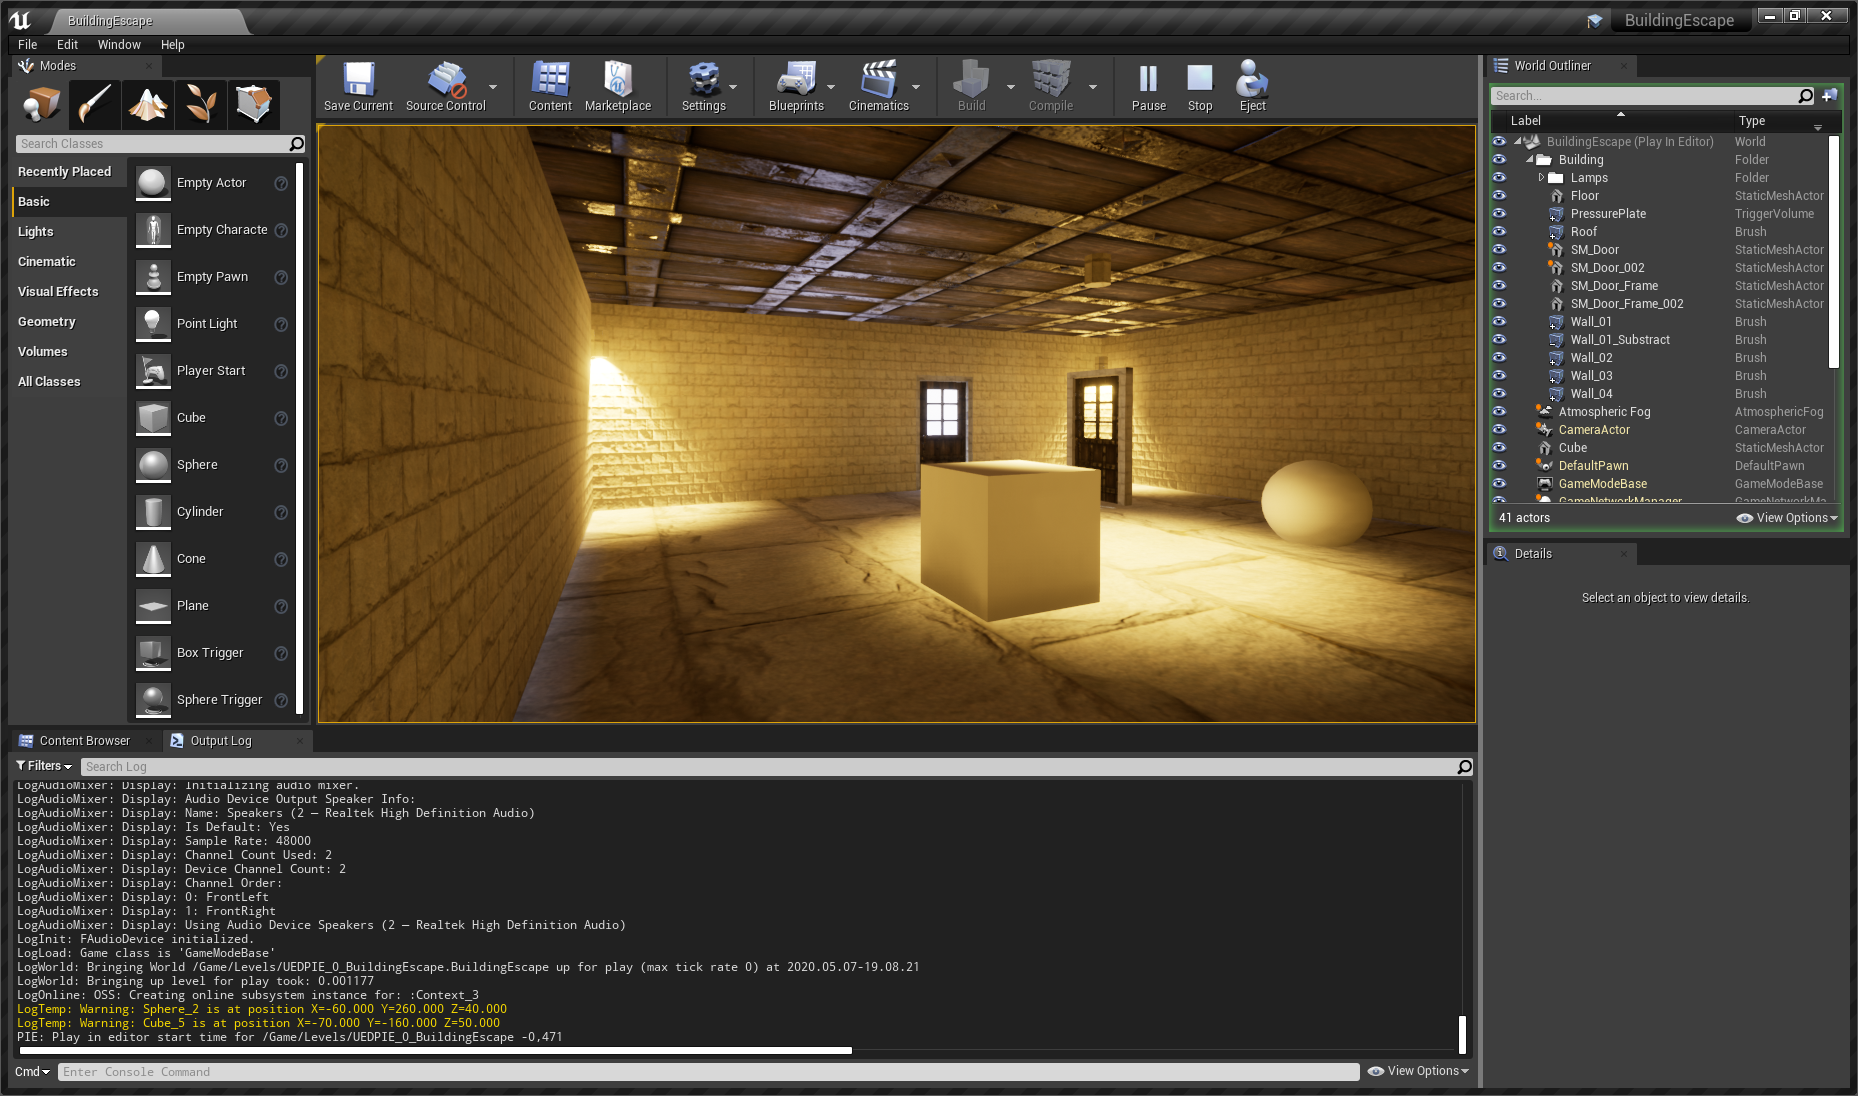 BuildingEscape
BuildingEscape
File Edit Window Help
Modes
Search Classes
Recently Placed
Basic
Lights
Cinematic
Visual Effects
Geometry
Volumes
All Classes
Empty Actor
Empty Characte
Empty Pawn
Point Light
Player Start
Cube
Sphere
Cylinder
Cone
Plane
Box Trigger
Sphere Trigger
Save Current Source Control Content Marketplace Settings Blueprints Cinematics Build Compile Pause Stop Eject
World Outliner
Search...
Label Type
BuildingEscape (Play In Editor) World
Building Folder
Lamps Folder
Floor StaticMeshActor
PressurePlate TriggerVolume
Roof Brush
SM_Door StaticMeshActor
SM_Door_002 StaticMeshActor
SM_Door_Frame StaticMeshActor
SM_Door_Frame_002 StaticMeshActor
Wall_01 Brush
Wall_01_Substract Brush
Wall_02 Brush
Wall_03 Brush
Wall_04 Brush
Atmospheric Fog AtmosphericFog
CameraActor CameraActor
Cube StaticMeshActor
DefaultPawn DefaultPawn
GameModeBase GameModeBase
GameNetworkManager GameNetworkMa
41 actors View Options
Details
Select an object to view details.
Content Browser Output Log
Filters Search Log
LogAudioMixer: Display: Initializing audio mixer.
LogAudioMixer: Display: Audio Device Output Speaker Info:
LogAudioMixer: Display: Name: Speakers (2 — Realtek High Definition Audio)
LogAudioMixer: Display: Is Default: Yes
LogAudioMixer: Display: Sample Rate: 48000
LogAudioMixer: Display: Channel Count Used: 2
LogAudioMixer: Display: Device Channel Count: 2
LogAudioMixer: Display: Channel Order:
LogAudioMixer: Display: 0: FrontLeft
LogAudioMixer: Display: 1: FrontRight
LogAudioMixer: Display: Using Audio Device Speakers (2 — Realtek High Definition Audio)
LogInit: FAudioDevice initialized.
LogLoad: Game class is 'GameModeBase'
LogWorld: Bringing World /Game/Levels/UEDPIE_0_BuildingEscape.BuildingEscape up for play (max tick rate 0) at 2020.05.07-19.08.21
LogWorld: Bringing up level for play took: 0.001177
LogOnline: OSS: Creating online subsystem instance for: :Context_3
LogTemp: Warning: Sphere_2 is at position X=-60.000 Y=260.000 Z=40.000
LogTemp: Warning: Cube_5 is at position X=-70.000 Y=-160.000 Z=50.000
PIE: Play in editor start time for /Game/Levels/UEDPIE_0_BuildingEscape -0,471
Cmd Enter Console Command View Options